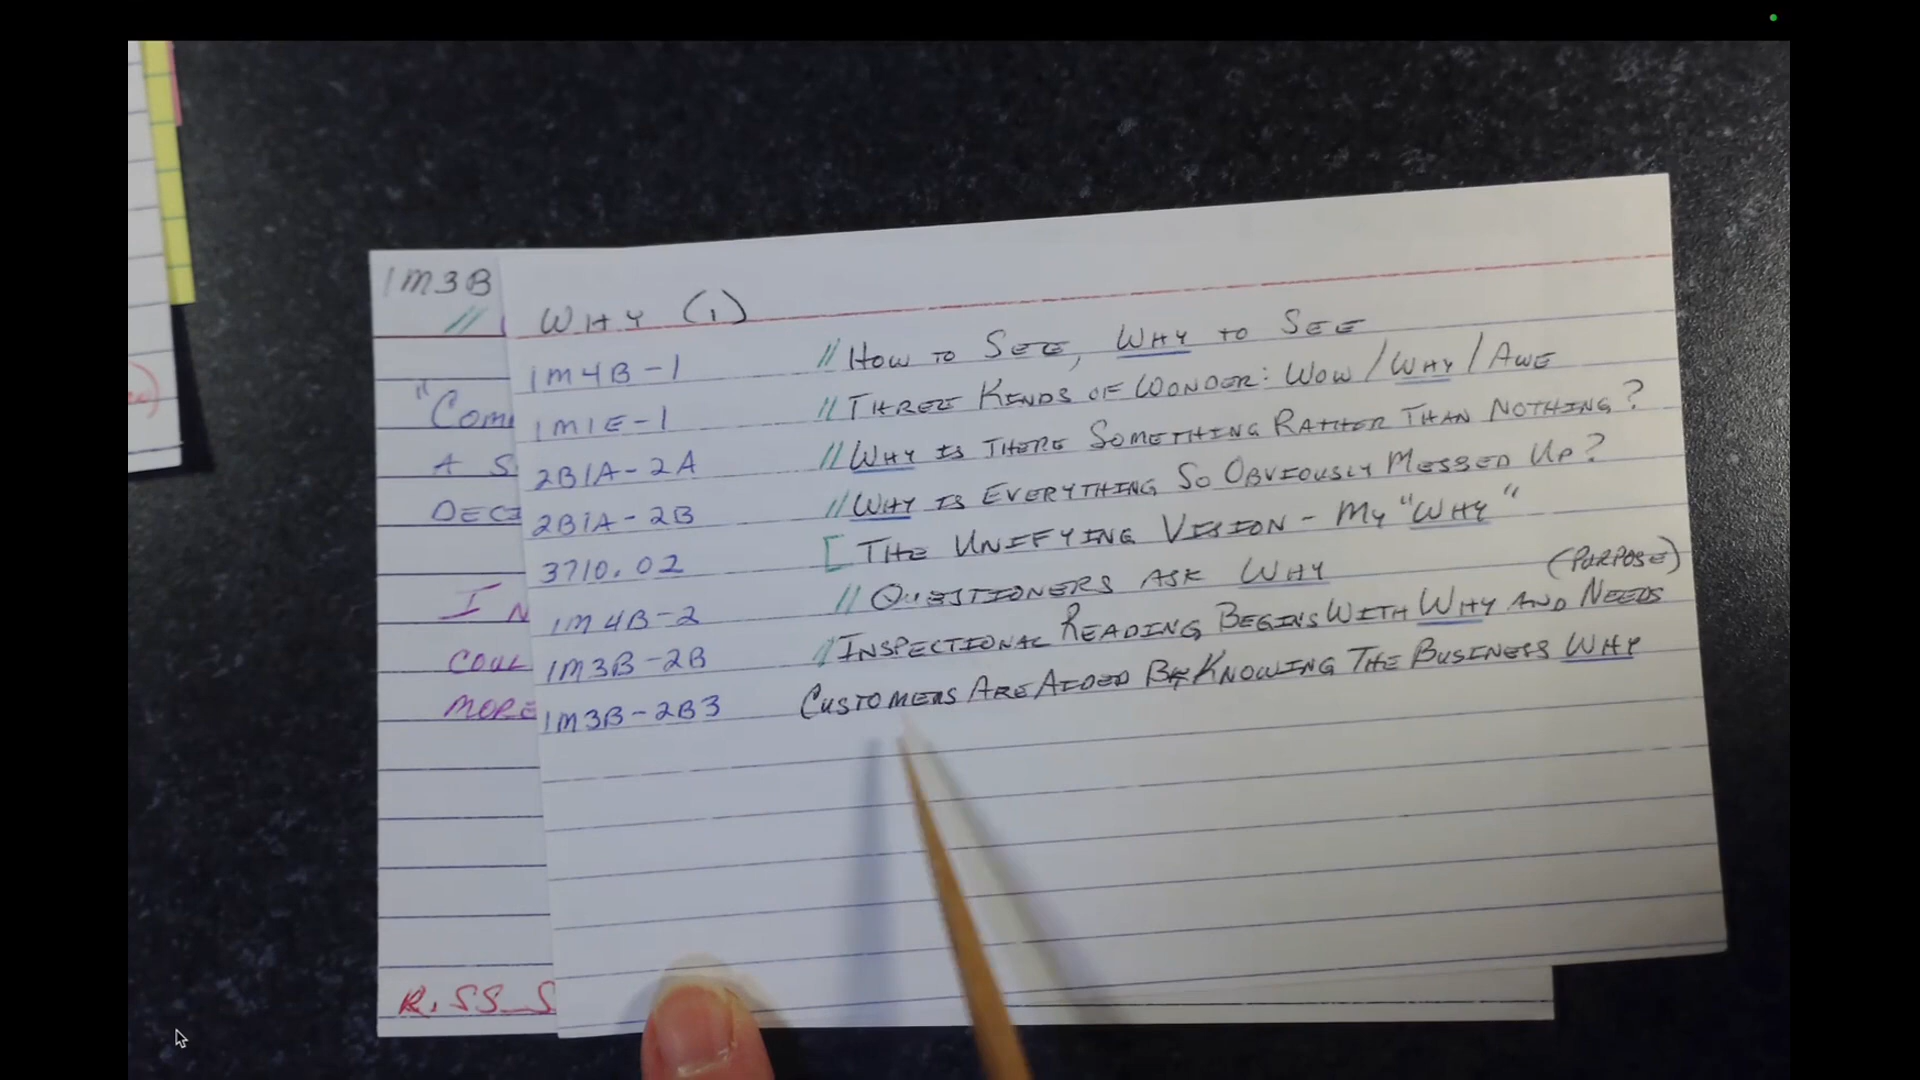 1M3B
//
"Com
A S
DECI
I N
COUL
MORE
R.SS_S
WHY (1)
1M4B-1 // HOW TO SEE, WHY TO SEE
1M1E-1 // THREE KINDS OF WONDER: WOW/WHY/AWE
2B1A-2A // WHY IS THERE SOMETHING RATHER THAN NOTHING?
2B1A-2B // WHY IS EVERYTHING SO OBVIOUSLY MESSED UP?
3710.02 [ THE UNIFYING VISION - MY "WHY"
1M4B-2 // QUESTIONERS ASK WHY
(PURPOSE)
1M3B-2B // INSPECTIONAL READING BEGINS WITH WHY AND NEEDS
1M3B-2B3 CUSTOMERS ARE AIDED BY KNOWING THE BUSINESS WHY